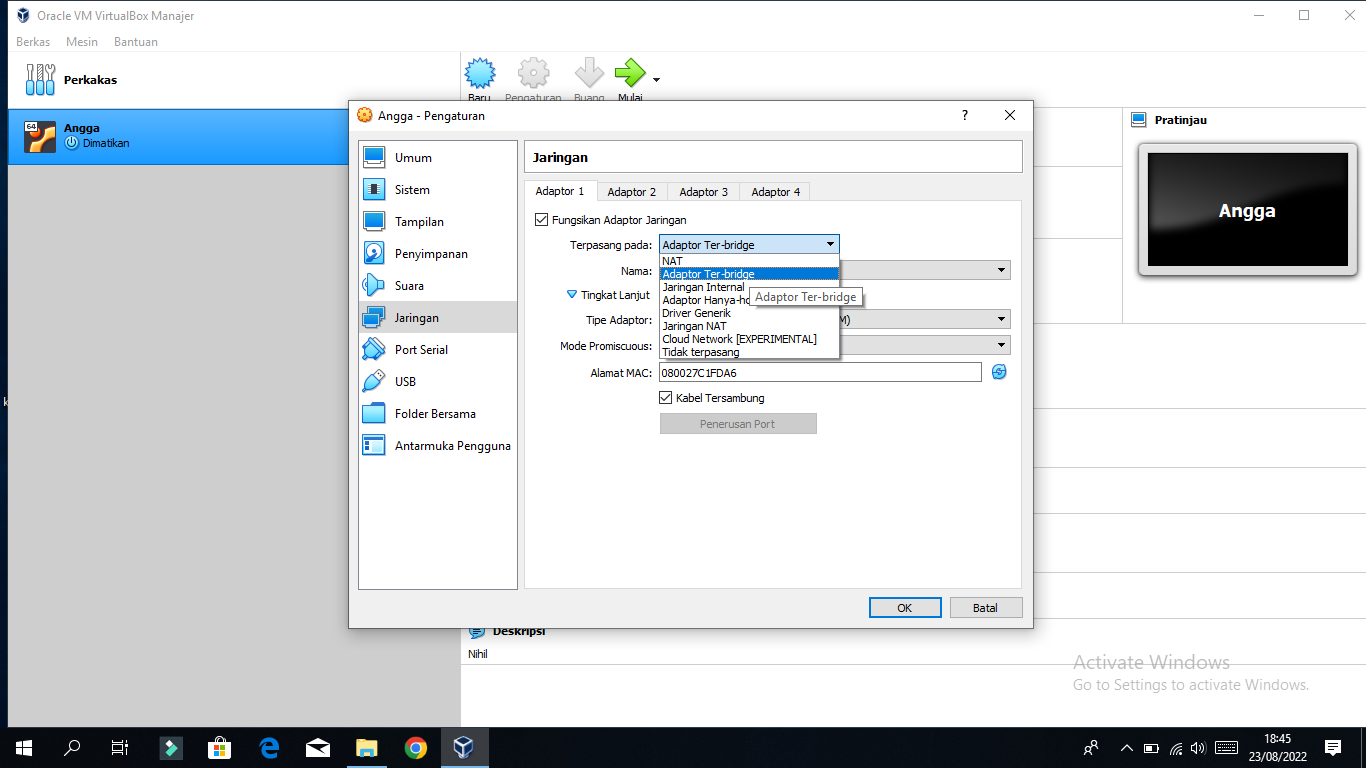 Oracle VM VirtualBox Manajer
Berkas Mesin Bantuan
Perkakas
Baru Pengaturan Buang Mulai
64
Angga
Dimatikan
Pratinjau
Angga
Angga - Pengaturan
?
Umum
Sistem
Tampilan
Penyimpanan
Suara
Jaringan
Port Serial
USB
Folder Bersama
Antarmuka Pengguna
Jaringan
Adaptor 1 Adaptor 2 Adaptor 3 Adaptor 4
Fungsikan Adaptor Jaringan
Terpasang pada: Adaptor Ter-bridge
NAT
Adaptor Ter-bridge
Jaringan Internal
Adaptor Hanya-ho
Adaptor Ter-bridge
Driver Generik
Jaringan NAT
Cloud Network [EXPERIMENTAL]
Tidak terpasang
Nama:
Tingkat Lanjut
Tipe Adaptor: M)
Mode Promiscuous:
Alamat MAC: 080027C1FDA6
Kabel Tersambung
Penerusan Port
OK Batal
Deskripsi
Nihil
Activate Windows
Go to Settings to activate Windows.
k
18:45
23/08/2022